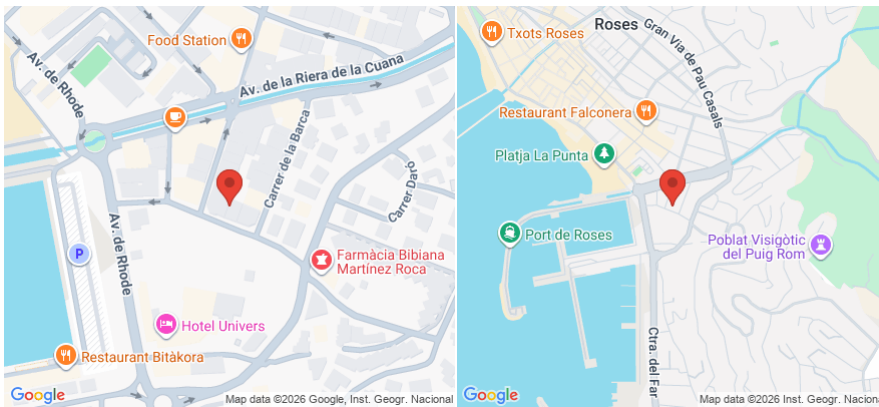 Food Station
Av. de Rhode
Av. de la Riera de la Cuana
Carrer de la Barca
Carrer Daró
Av. de Rhode
P
Farmàcia Bibiana
Martínez Roca
Hotel Univers
Restaurant Bitàkora
Google
Map data ©2026 Google, Inst. Geogr. Nacional
Roses
Txots Roses
Gran Via de Pau Casals
Restaurant Falconera
Platja La Punta
Port de Roses
Poblat Visigòtic
del Puig Rom
Ctra. del Far
Google
Map data ©2026 Inst. Geogr. Nacional